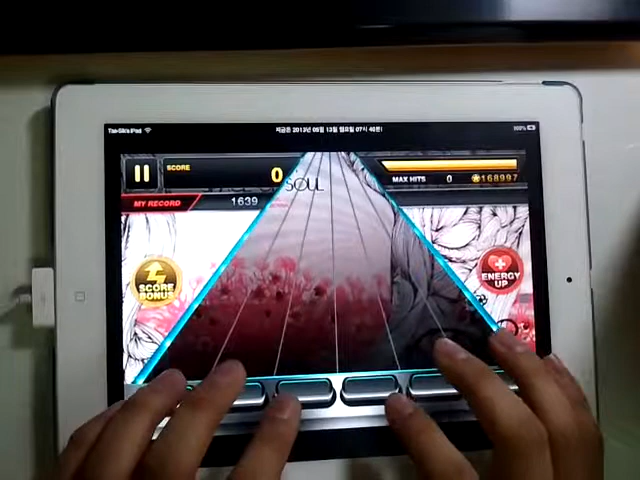 Tae-Sik's iPad
지금은 2013년 05월 13일 월요일 07시 40분!
100%
SCORE
0
MAX HITS 0 168997
SOUL
MY RECORD 1639
SCORE
BONUS
ENERGY
UP